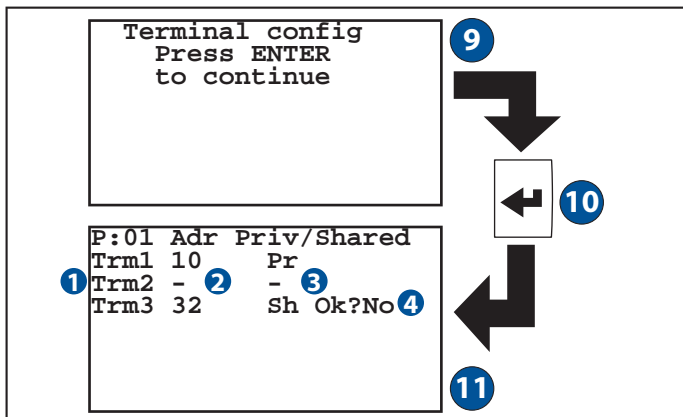 Terminal config
Press ENTER
to continue
9
10
P:01 Adr Priv/Shared
Trm1 10 Pr
1 Trm2 - 2 - 3
Trm3 32 Sh Ok?No 4
11